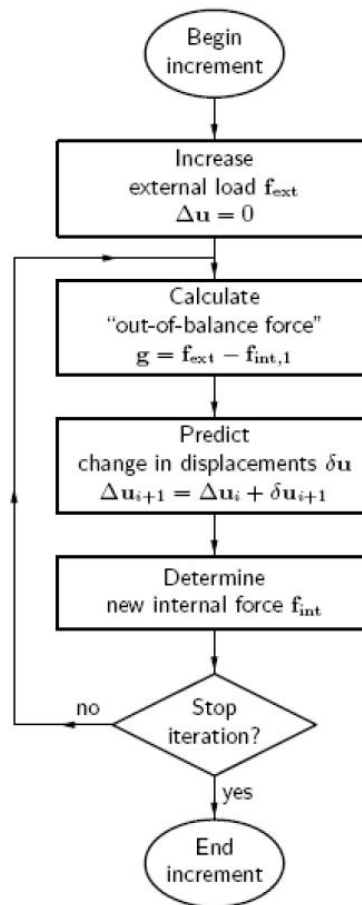 Begin
increment
Increase
external load f_ext
Δu = 0
Calculate
“out-of-balance force”
g = f_ext − f_int,1
Predict
change in displacements δu
Δu_i+1 = Δu_i + δu_i+1
Determine
new internal force f_int
no
Stop
iteration?
yes
End
increment